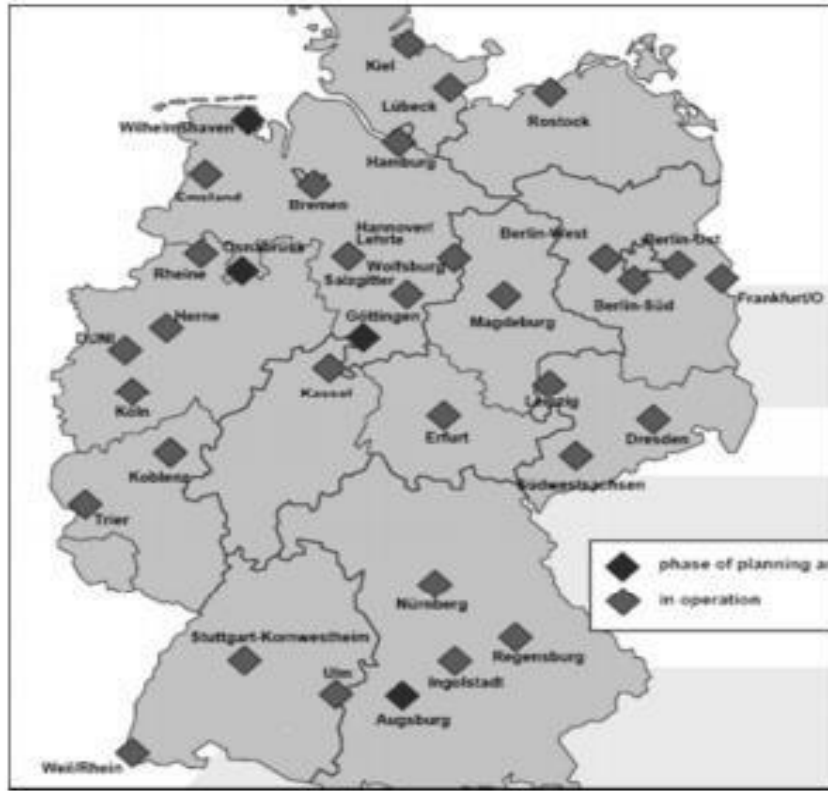 Kiel
Lübeck
Rostock
Wilhelmshaven
Hamburg
Emsland
Bremen
Hannover/
Lehrte
Berlin-West
Berlin-Ost
Osnabrück
Rheine
Wolfsburg
Salzgitter
Berlin-Süd
Frankfurt/O
Magdeburg
Göttingen
Herne
DUNI
Kassel
Leipzig
Köln
Erfurt
Dresden
Koblenz
Südwestsachsen
Trier
phase of planning a
in operation
Nürnberg
Stuttgart-Kornwestheim
Regensburg
Ingolstadt
Ulm
Augsburg
Weil/Rhein